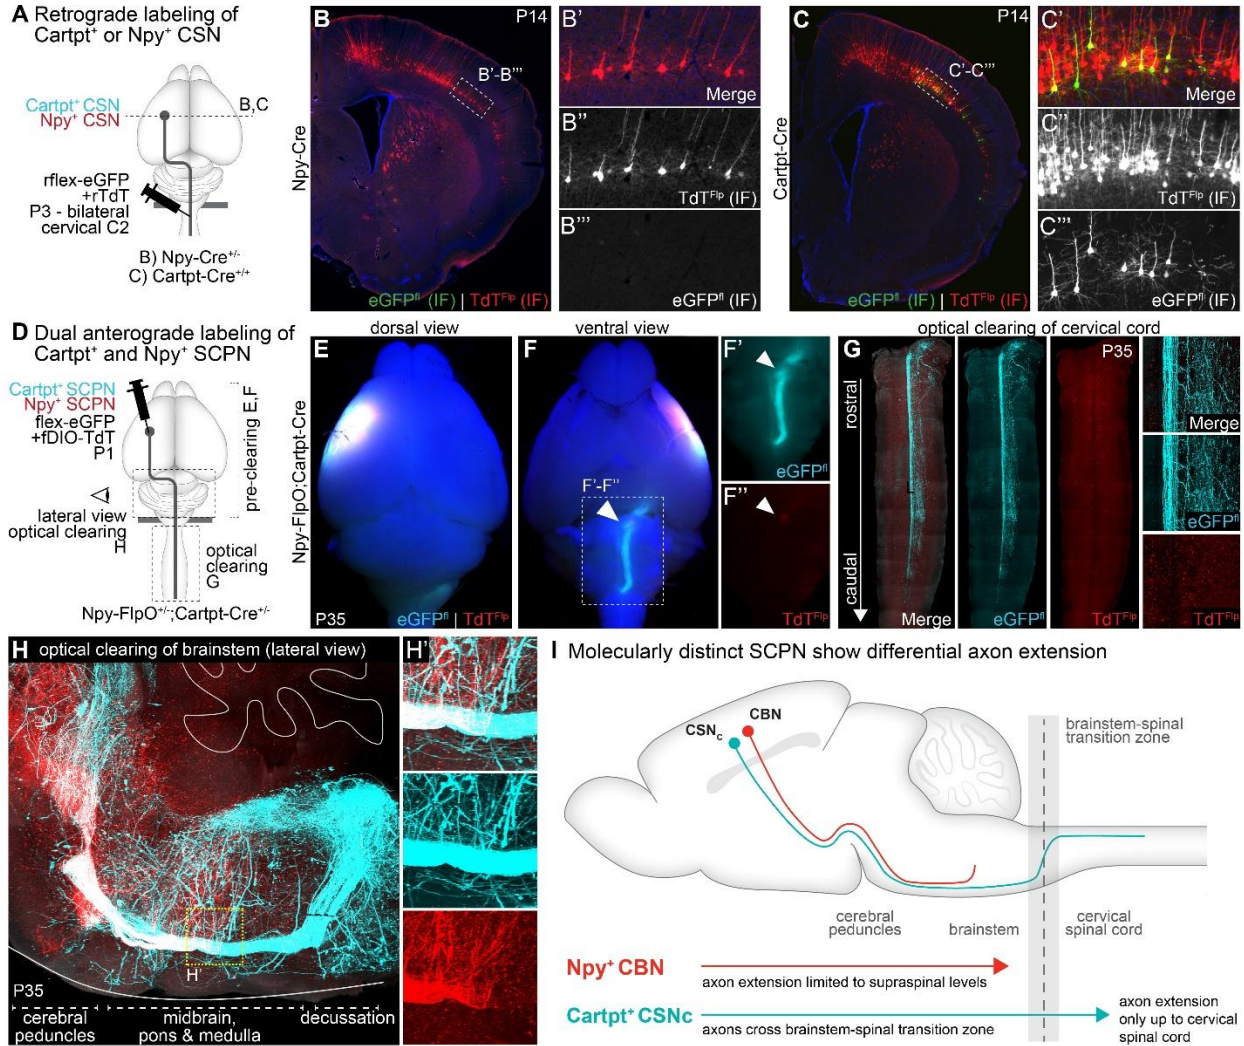 A Retrograde labeling of
Cartpt⁺ or Npy⁺ CSN
Cartpt⁺ CSN
Npy⁺ CSN
B,C
rflex-eGFP
+rTdT
P3 - bilateral
cervical C2
B) Npy-Cre⁺/⁻
C) Cartpt-Cre⁺/⁺
Npy-Cre
B
P14
B'-B'''
eGFPᶠˡ (IF) | TdTᶠˡᵖ (IF)
B'
Merge
B''
TdTᶠˡᵖ (IF)
B'''
eGFPᶠˡ (IF)
Cartpt-Cre
C
P14
C'-C'''
eGFPᶠˡ (IF) | TdTᶠˡᵖ (IF)
C'
Merge
C''
TdTᶠˡᵖ (IF)
C'''
eGFPᶠˡ (IF)
D Dual anterograde labeling of
Cartpt⁺ and Npy⁺ SCPN
Cartpt⁺ SCPN
Npy⁺ SCPN
flex-eGFP
+fDIO-TdT
P1
pre-clearing E,F
lateral view
optical clearing
H
optical
clearing
G
Npy-FlpO⁺/⁻;Cartpt-Cre⁺/⁻
dorsal view
ventral view
Npy-FlpO;Cartpt-Cre
E
P35
eGFPᶠˡ | TdTᶠˡᵖ
F
F'-F''
F'
eGFPᶠˡ
F''
TdTᶠˡᵖ
optical clearing of cervical cord
G
P35
rostral
caudal
Merge
eGFPᶠˡ
TdTᶠˡᵖ
Merge
eGFPᶠˡ
TdTᶠˡᵖ
H optical clearing of brainstem (lateral view)
H'
H'
P35
cerebral
peduncles
midbrain,
pons & medulla
decussation
I Molecularly distinct SCPN show differential axon extension
CBN
CSNc
brainstem-spinal
transition zone
cerebral
peduncles
brainstem
cervical
spinal cord
Npy⁺ CBN
axon extension limited to supraspinal levels
Cartpt⁺ CSNc
axons cross brainstem-spinal transition zone
axon extension
only up to cervical
spinal cord